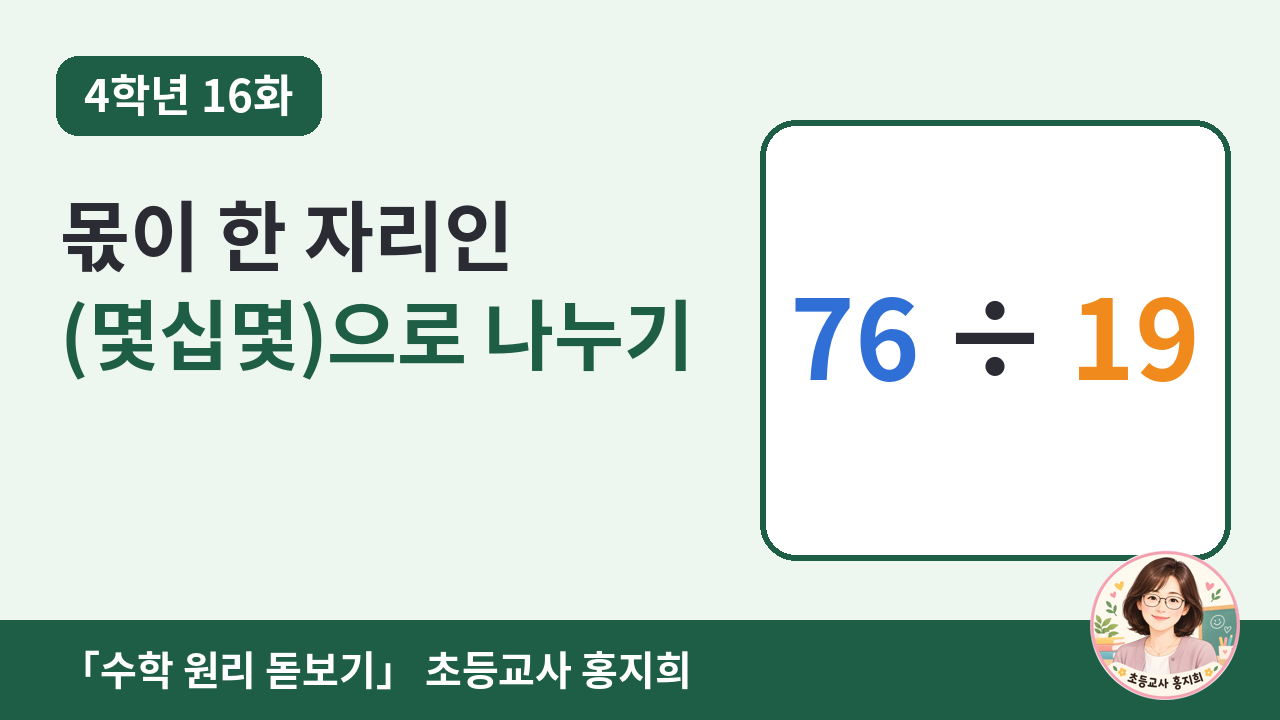 4학년 16화
몫이 한 자리인
(몇십몇)으로 나누기
76 ÷ 19
「수학 원리 돋보기」 초등교사 홍지희
초등교사 홍지희